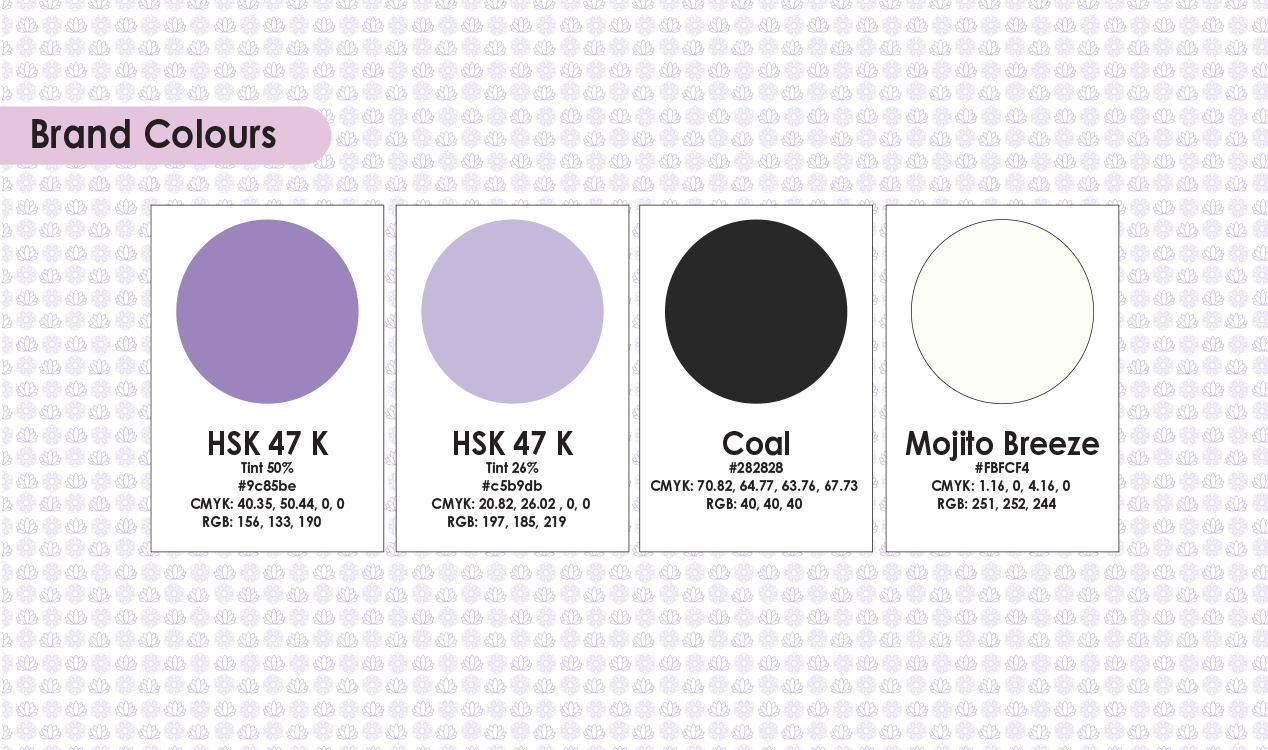 Brand Colours
HSK 47 K
Tint 50%
#9c85be
CMYK: 40.35, 50.44, 0, 0
RGB: 156, 133, 190
HSK 47 K
Tint 26%
#c5b9db
CMYK: 20.82, 26.02 , 0, 0
RGB: 197, 185, 219
Coal
#282828
CMYK: 70.82, 64.77, 63.76, 67.73
RGB: 40, 40, 40
Mojito Breeze
#FBFCF4
CMYK: 1.16, 0, 4.16, 0
RGB: 251, 252, 244